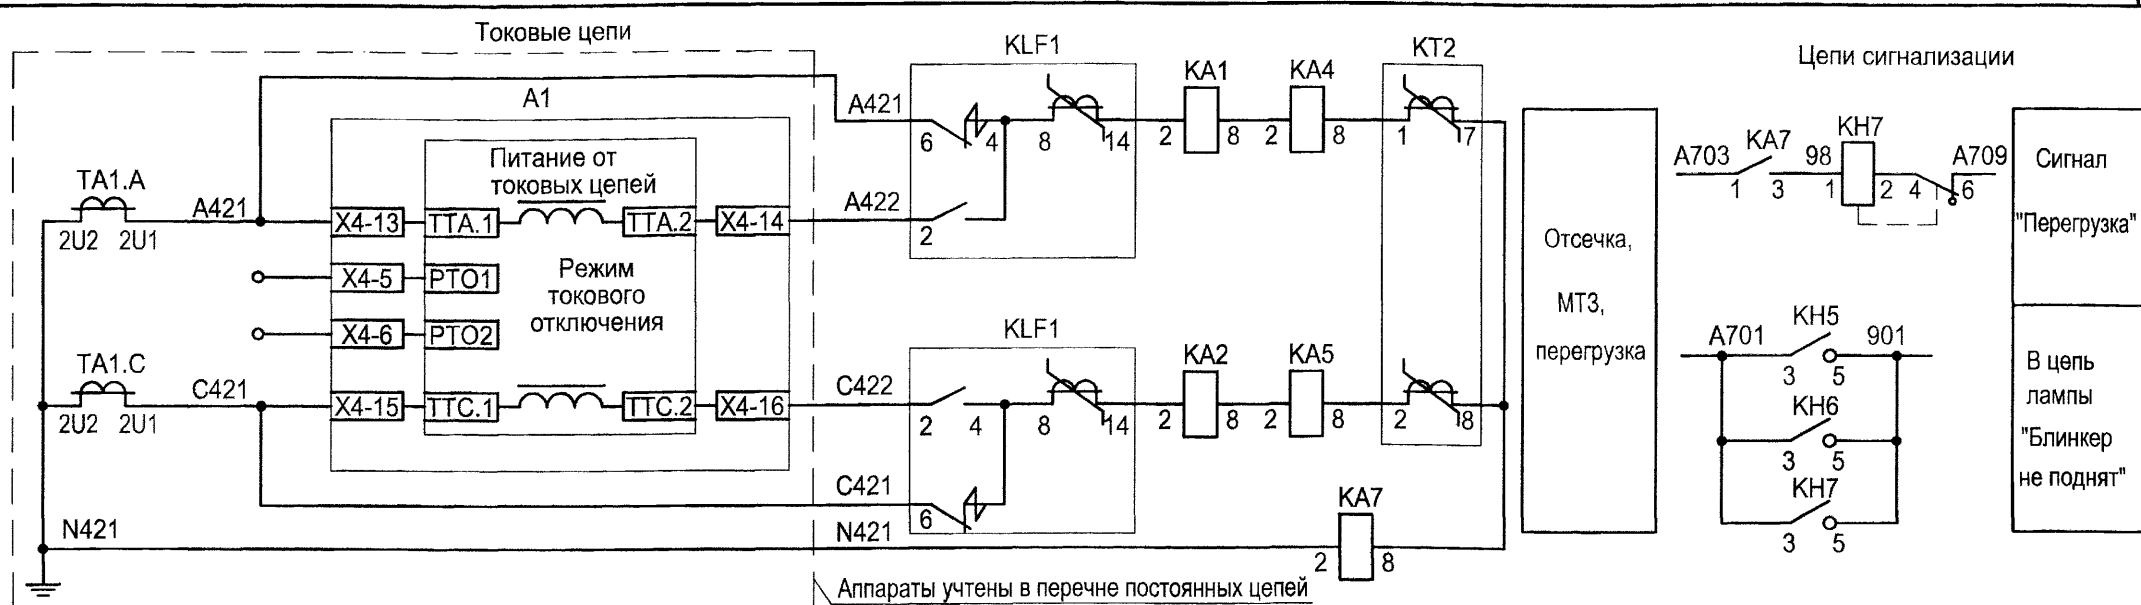 Токовые цепи
A1
TA1.A
2U2 2U1
A421
X4-13
TTA.1
Питание от
токовых цепей
TTA.2
X4-14
X4-5
РТО1
X4-6
РТО2
Режим
токового
отключения
TA1.C
2U2 2U1
C421
X4-15
TTC.1
TTC.2
X4-16
N421
A421
KLF1
6 4 8 14
A422
2
KA1
2 8
KA4
2 8
KT2
1 7
C422
KLF1
2 4 8 14
C421
6
KA2
2 8
KA5
2 8
2 8
N421
KA7
2 8
Аппараты учтены в перечне постоянных цепей
Отсечка,
МТЗ,
перегрузка
Цепи сигнализации
A703 KA7 98 KH7 A709
1 3 1 2 4 6
Сигнал
"Перегрузка"
A701 KH5 901
3 5
KH6
3 5
KH7
3 5
В цепь
лампы
"Блинкер
не поднят"